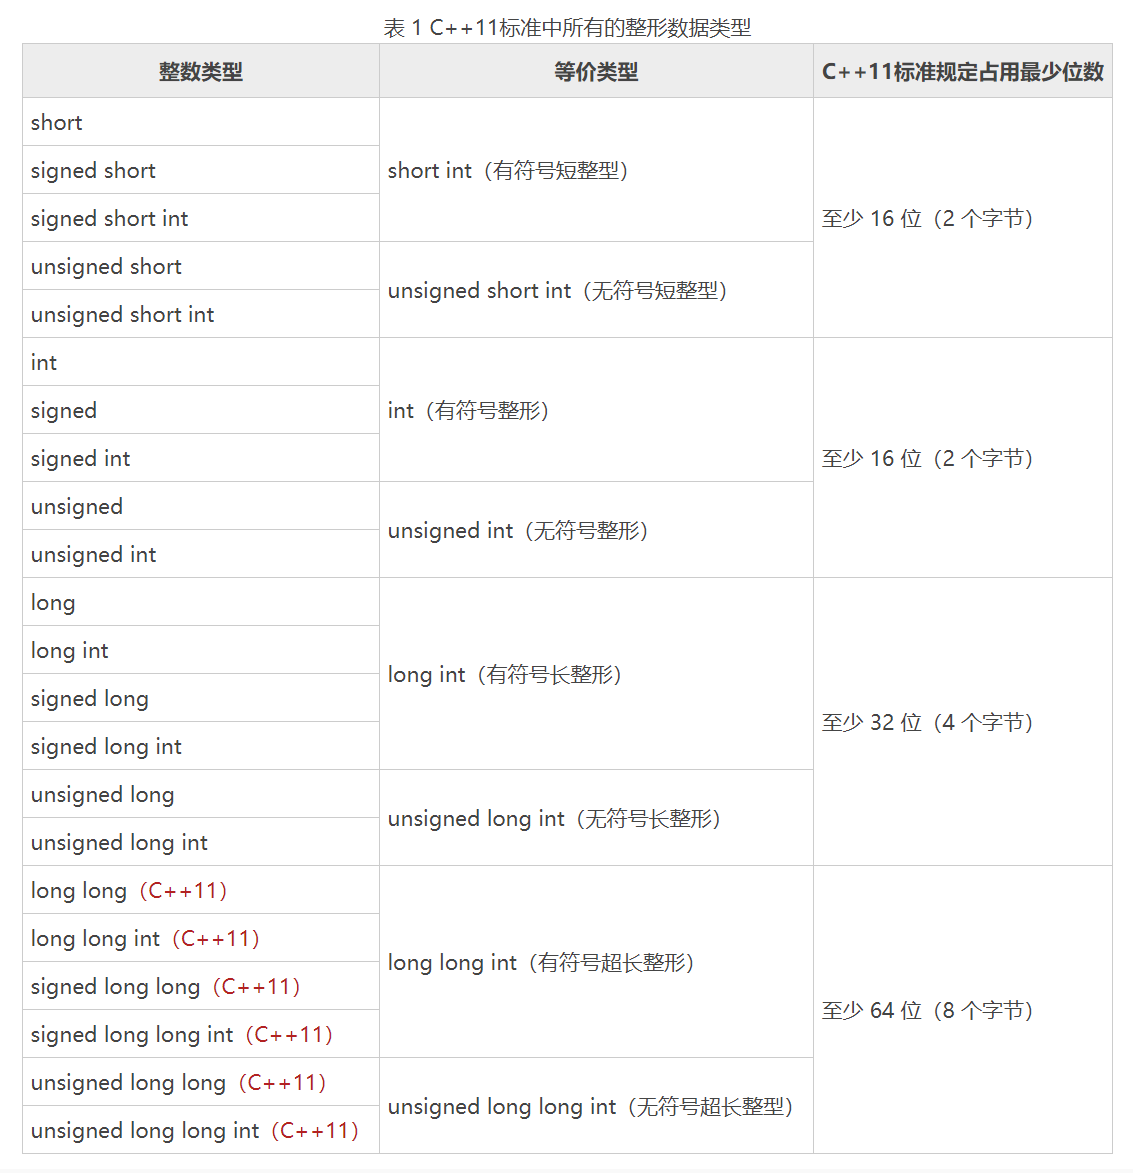 表 1 C++11标准中所有的整形数据类型
整数类型 等价类型 C++11标准规定占用最少位数
short
signed short
signed short int
short int（有符号短整型）
unsigned short
unsigned short int
unsigned short int（无符号短整型）
至少 16 位（2 个字节）
int
signed
signed int
int（有符号整形）
unsigned
unsigned int
unsigned int（无符号整形）
至少 16 位（2 个字节）
long
long int
signed long
signed long int
long int（有符号长整形）
unsigned long
unsigned long int
unsigned long int（无符号长整形）
至少 32 位（4 个字节）
long long（C++11）
long long int（C++11）
signed long long（C++11）
signed long long int（C++11）
long long int（有符号超长整形）
unsigned long long（C++11）
unsigned long long int（C++11）
unsigned long long int（无符号超长整型）
至少 64 位（8 个字节）